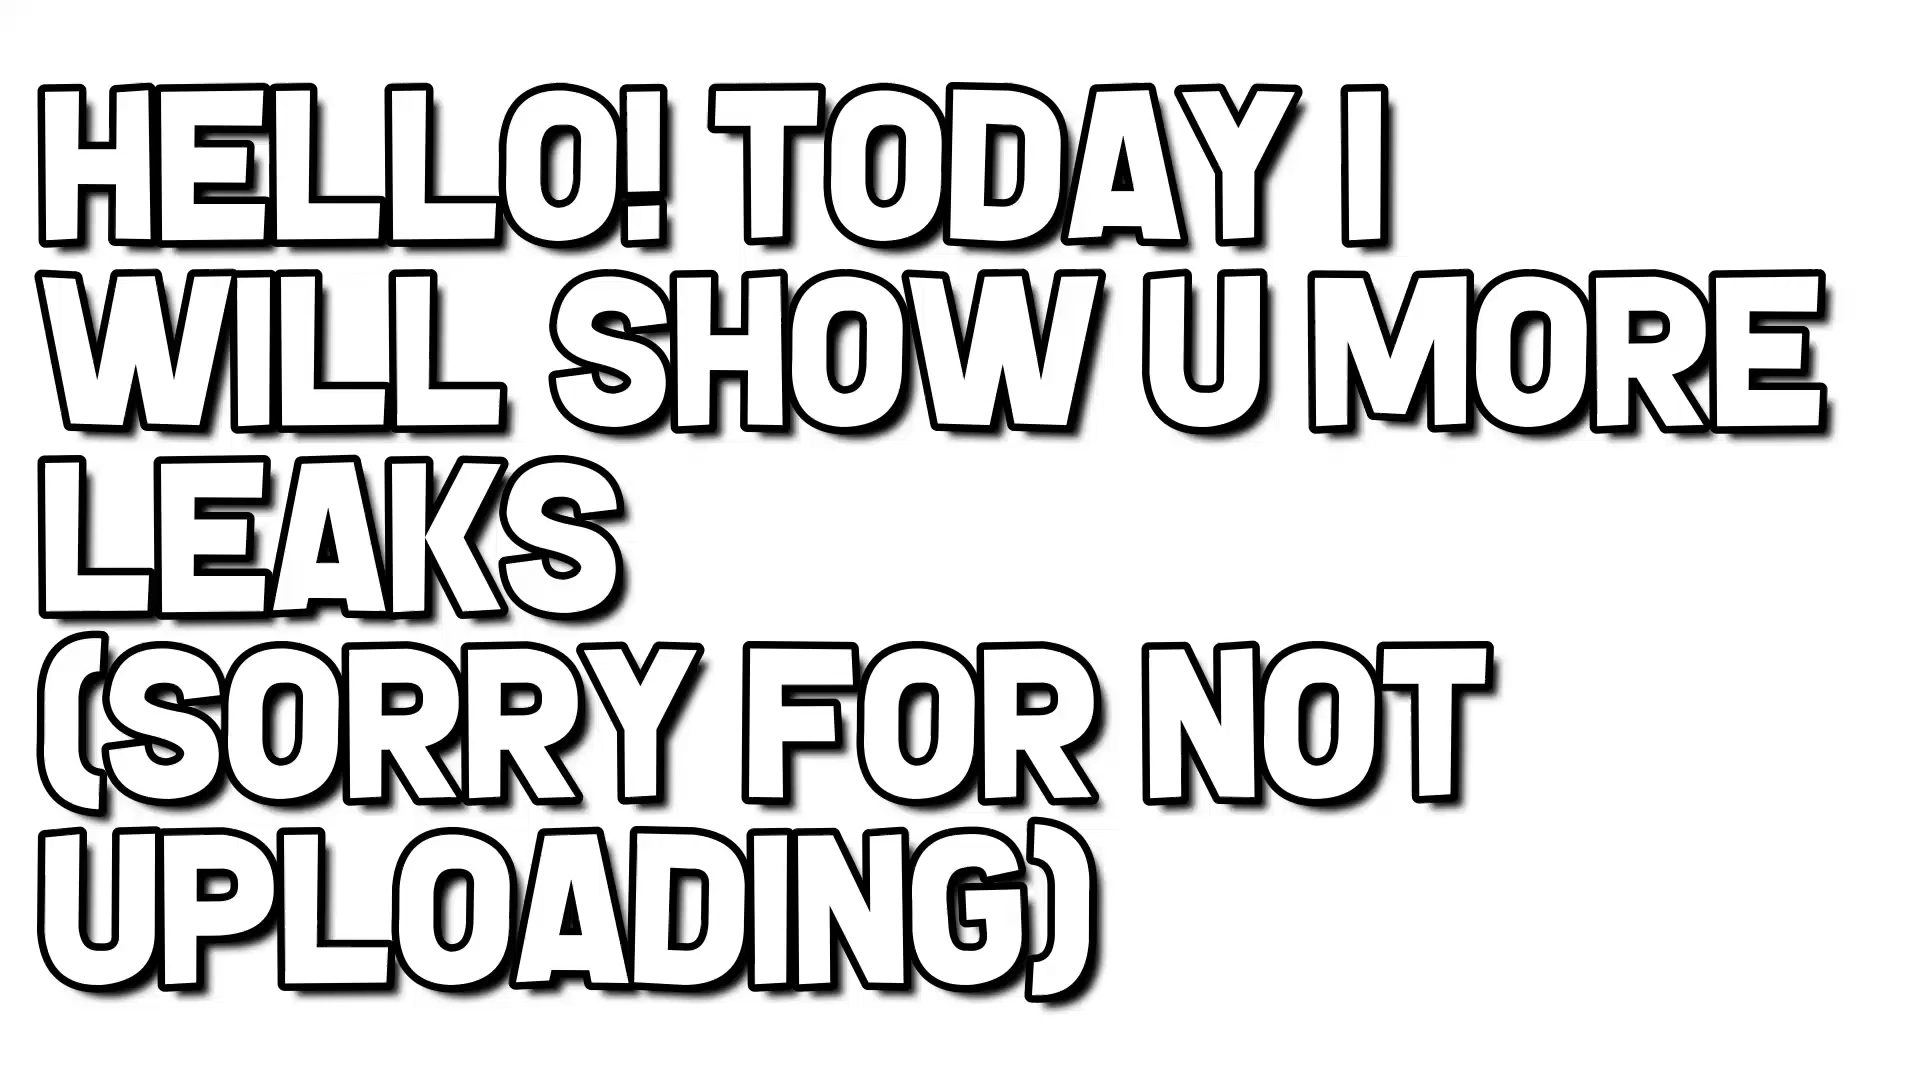 HELLO! TODAY I
WILL SHOW U MORE
LEAKS
(SORRY FOR NOT
UPLOADING)